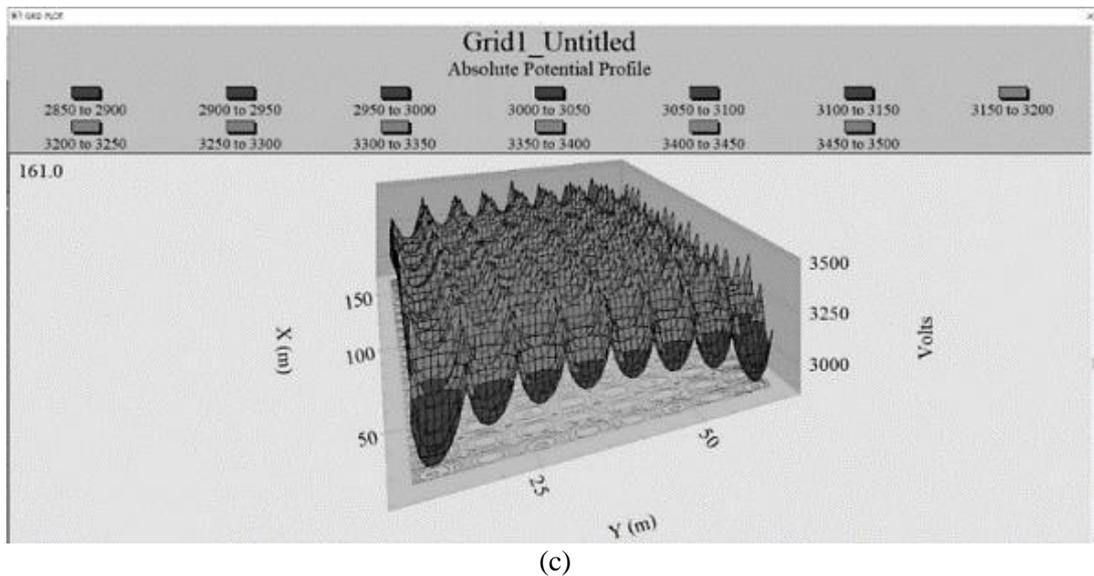 GRID PLOT
Grid1_Untitled
Absolute Potential Profile
2850 to 2900 2900 to 2950 2950 to 3000 3000 to 3050 3050 to 3100 3100 to 3150 3150 to 3200
3200 to 3250 3250 to 3300 3300 to 3350 3350 to 3400 3400 to 3450 3450 to 3500
161.0
3500
150
3250
X (m)
Volts
100
3000
50
50
25
Y (m)
(c)